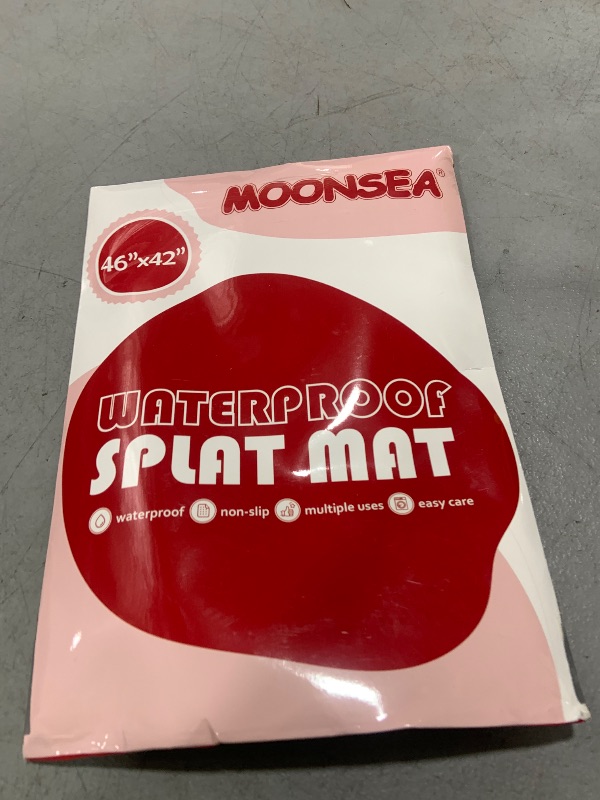 MOONSEA®
46”x42”
WATERPROOF
SPLAT MAT
waterproof non-slip multiple uses easy care